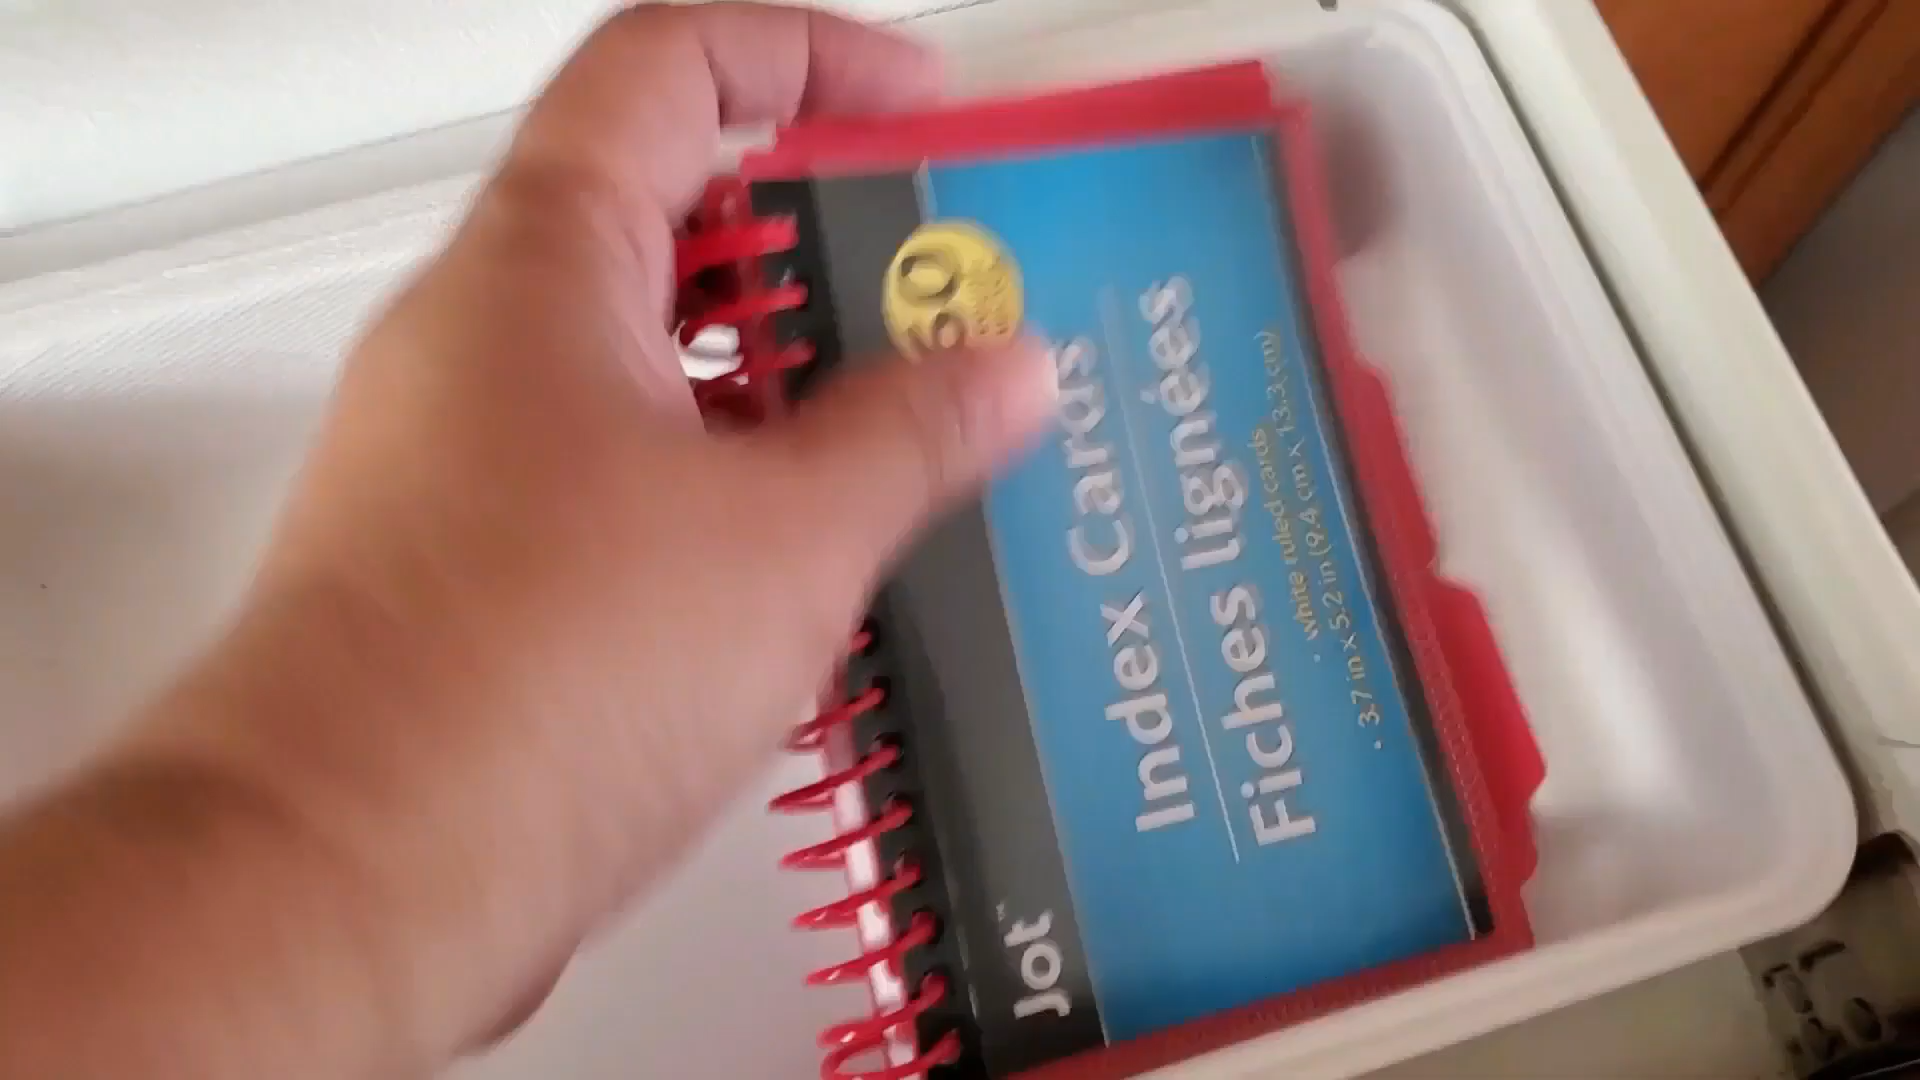 60
Index Cards
Fiches lignées
• white ruled cards
• 3.7 in x 5.2 in (9.4 cm x 13.3 cm)
Jot™